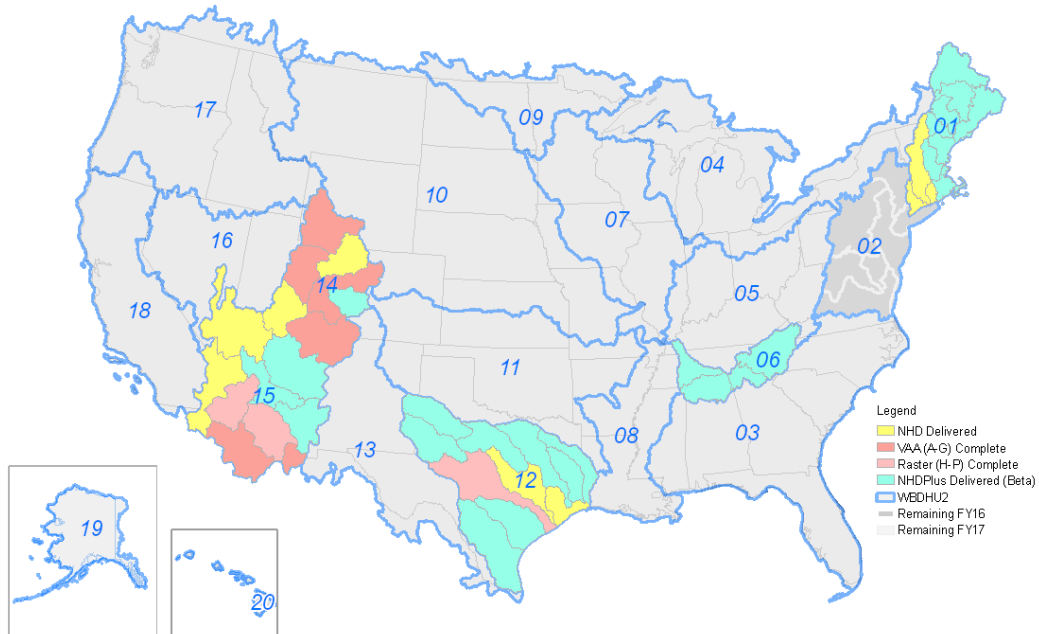 01
09
17
04
10
07
16
02
14
05
18
06
11
15
03
08
13
12
19
20
Legend
NHD Delivered
VAA (A-G) Complete
Raster (H-P) Complete
NHDPlus Delivered (Beta)
WBDHU2
Remaining FY16
Remaining FY17